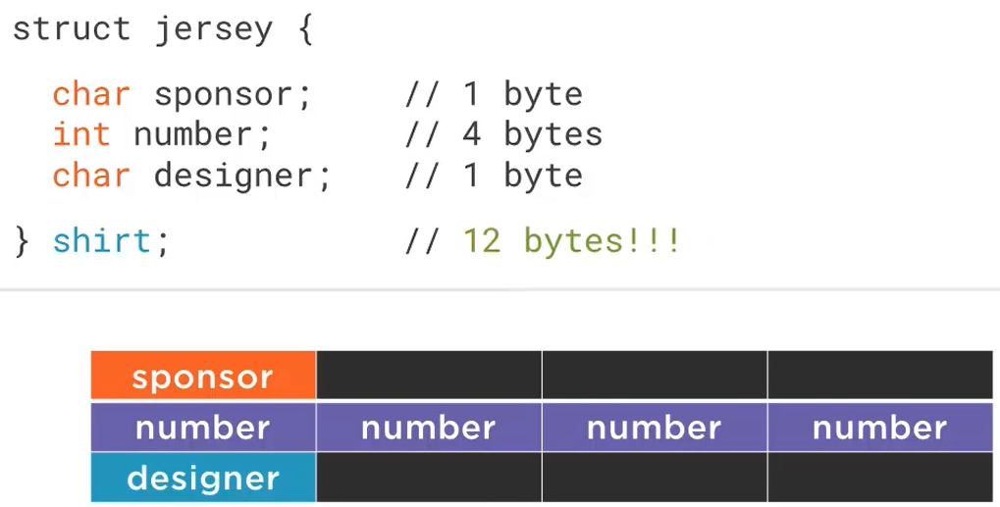 struct jersey {
char sponsor; // 1 byte
int number; // 4 bytes
char designer; // 1 byte
} shirt; // 12 bytes!!!
sponsor
number number number number
designer